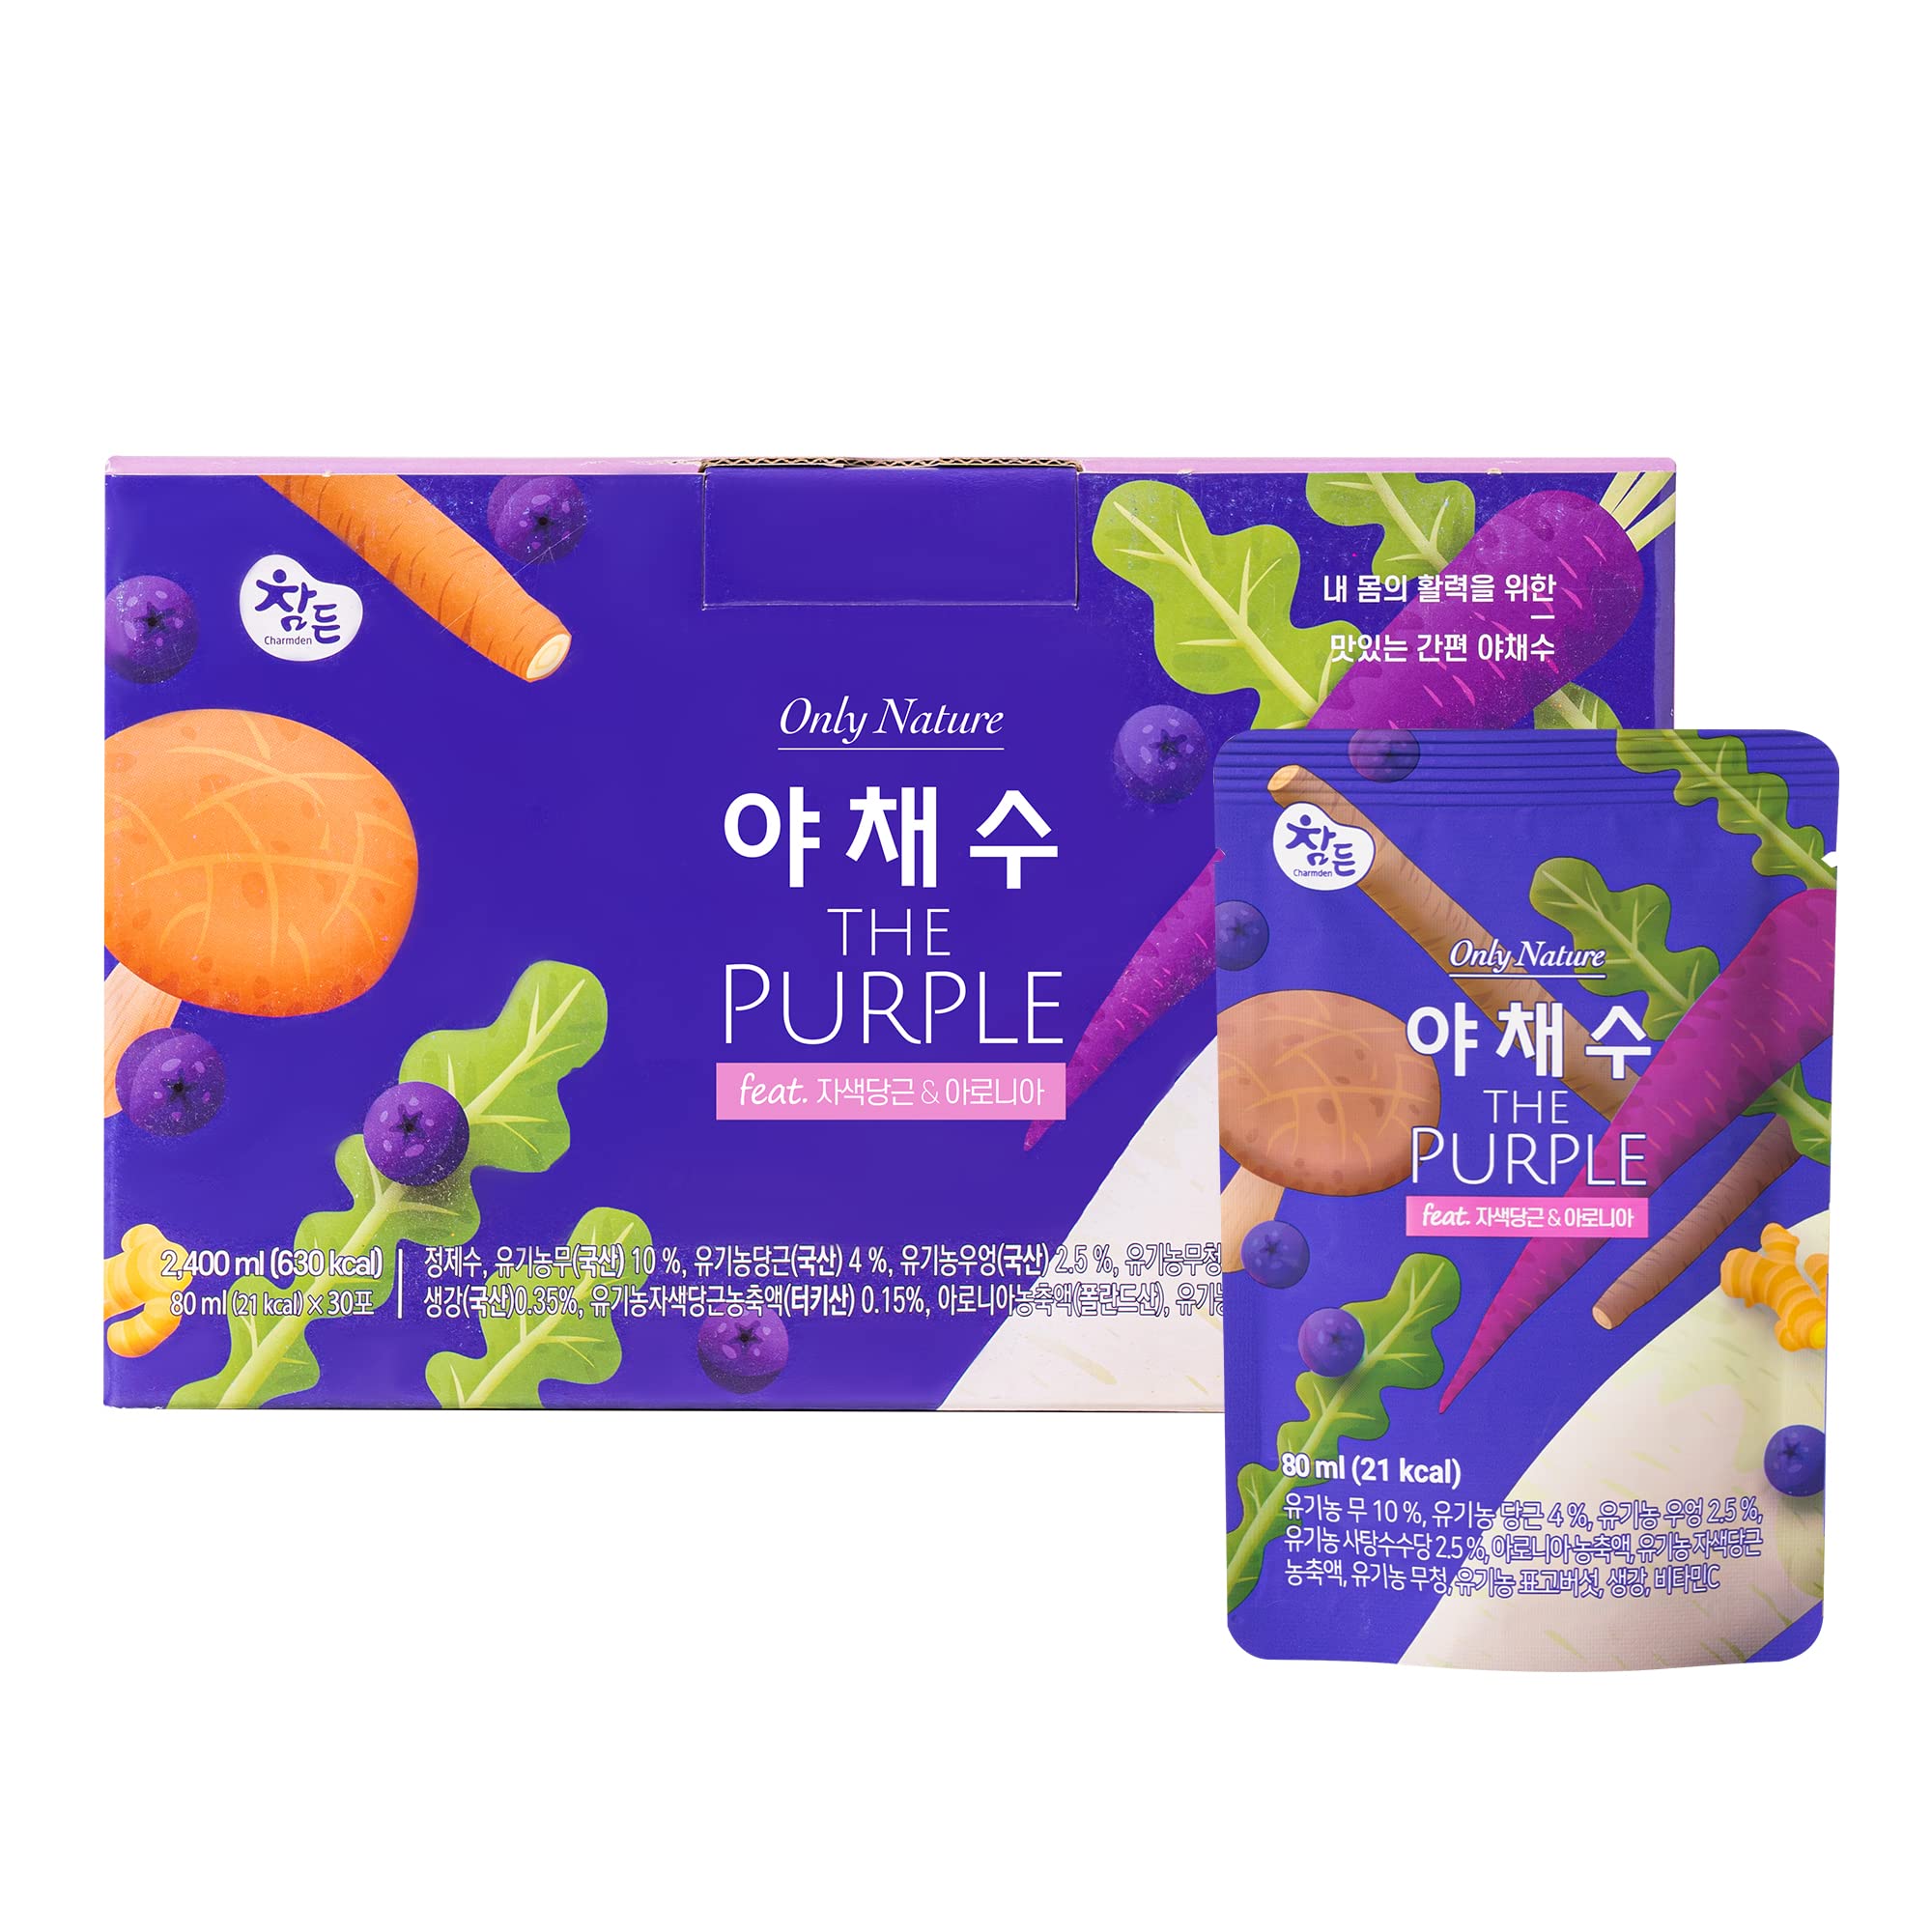 참든
Charmden
내 몸의 활력을 위한
맛있는 간편 야채수
Only Nature
야채수
THE
PURPLE
feat. 자색당근 & 아로니아
2,400 ml (630 kcal)
80 ml (21 kcal) × 30포
정제수, 유기농무(국산) 10 %, 유기농당근(국산) 4 %, 유기농우엉(국산) 2.5 %, 유기농무청
생강(국산)0.35%, 유기농자색당근농축액(터키산) 0.15%, 아로니아농축액(폴란드산), 유기농
참든
Charmden
Only Nature
야채수
THE
PURPLE
feat. 자색당근 & 아로니아
80 ml (21 kcal)
유기농 무 10 %, 유기농 당근 4 %, 유기농 우엉 2.5 %,
유기농 사탕수수당 2.5 %, 아로니아 농축액, 유기농 자색당근
농축액, 유기농 무청, 유기농 표고버섯, 생강, 비타민C